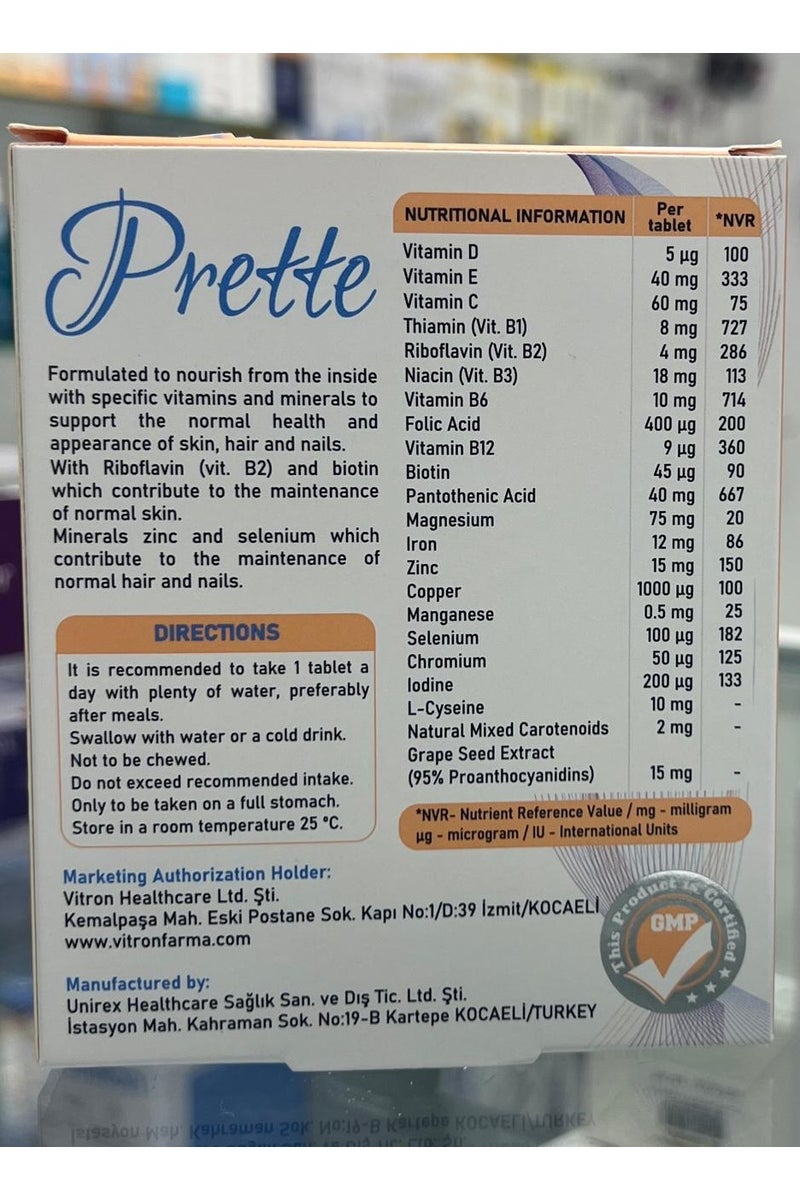 Prette
Formulated to nourish from the inside
with specific vitamins and minerals to
support the normal health and
appearance of skin, hair and nails.
With Riboflavin (vit. B2) and biotin
which contribute to the maintenance
of normal skin.
Minerals zinc and selenium which
contribute to the maintenance of
normal hair and nails.
DIRECTIONS
It is recommended to take 1 tablet a
day with plenty of water, preferably
after meals.
Swallow with water or a cold drink.
Not to be chewed.
Do not exceed recommended intake.
Only to be taken on a full stomach.
Store in a room temperature 25 °C.
NUTRITIONAL INFORMATION Per tablet *NVR
Vitamin D 5 µg 100
Vitamin E 40 mg 333
Vitamin C 60 mg 75
Thiamin (Vit. B1) 8 mg 727
Riboflavin (Vit. B2) 4 mg 286
Niacin (Vit. B3) 18 mg 113
Vitamin B6 10 mg 714
Folic Acid 400 µg 200
Vitamin B12 9 µg 360
Biotin 45 µg 90
Pantothenic Acid 40 mg 667
Magnesium 75 mg 20
Iron 12 mg 86
Zinc 15 mg 150
Copper 1000 µg 100
Manganese 0.5 mg 25
Selenium 100 µg 182
Chromium 50 µg 125
Iodine 200 µg 133
L-Cyseine 10 mg -
Natural Mixed Carotenoids 2 mg -
Grape Seed Extract
(95% Proanthocyanidins) 15 mg -
*NVR- Nutrient Reference Value / mg - milligram
µg - microgram / IU - International Units
Marketing Authorization Holder:
Vitron Healthcare Ltd. Şti.
Kemalpaşa Mah. Eski Postane Sok. Kapı No:1/D:39 İzmit/KOCAELİ
www.vitronfarma.com
Manufactured by:
Unirex Healthcare Sağlık San. ve Dış Tic. Ltd. Şti.
İstasyon Mah. Kahraman Sok. No:19-B Kartepe KOCAELİ/TURKEY
This Product is Certified
GMP